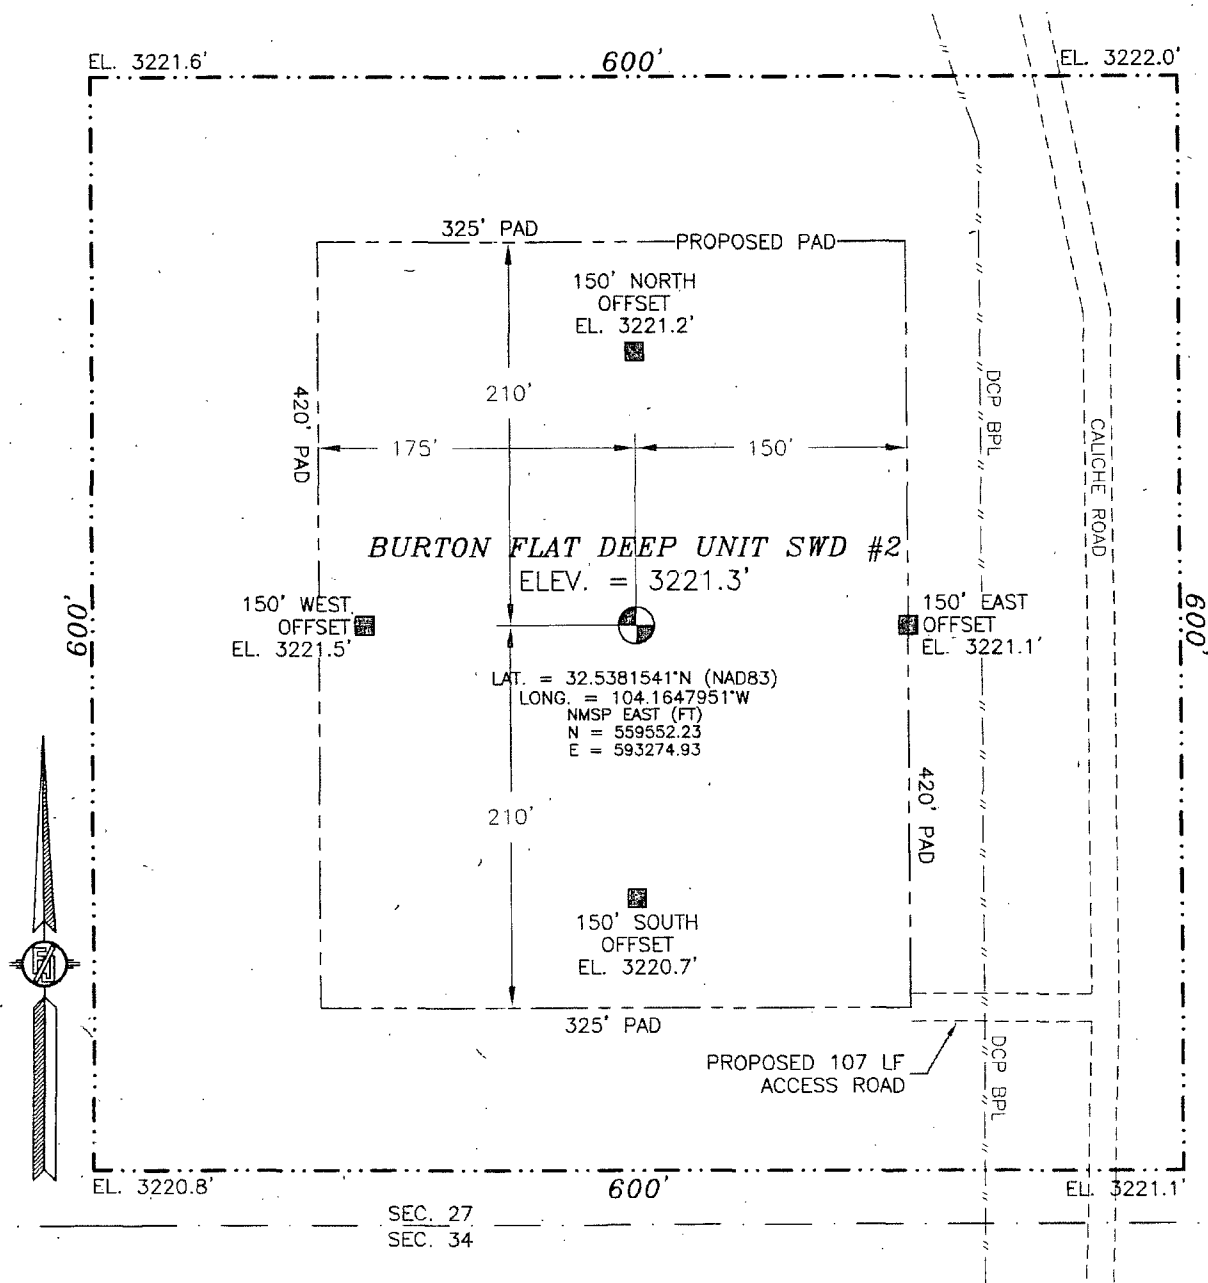 EL. 3221.6'
600'
EL. 3222.0'
325' PAD
PROPOSED PAD
150' NORTH
OFFSET
EL. 3221.2'
210'
420' PAD
175'
150'
DCP BPL
CALICHE ROAD
BURTON FLAT DEEP UNIT SWD #2
ELEV. = 3221.3'
600'
150' WEST
OFFSET
EL. 3221.5'
150' EAST
OFFSET
EL. 3221.1'
600'
LAT. = 32.5381541°N (NAD83)
LONG. = 104.1647951°W
NMSP EAST (FT)
N = 559552.23
E = 593274.93
210'
420' PAD
150' SOUTH
OFFSET
EL. 3220.7'
325' PAD
PROPOSED 107 LF
ACCESS ROAD
DCP BPL
EL. 3220.8'
600'
EL. 3221.1'
SEC. 27
SEC. 34